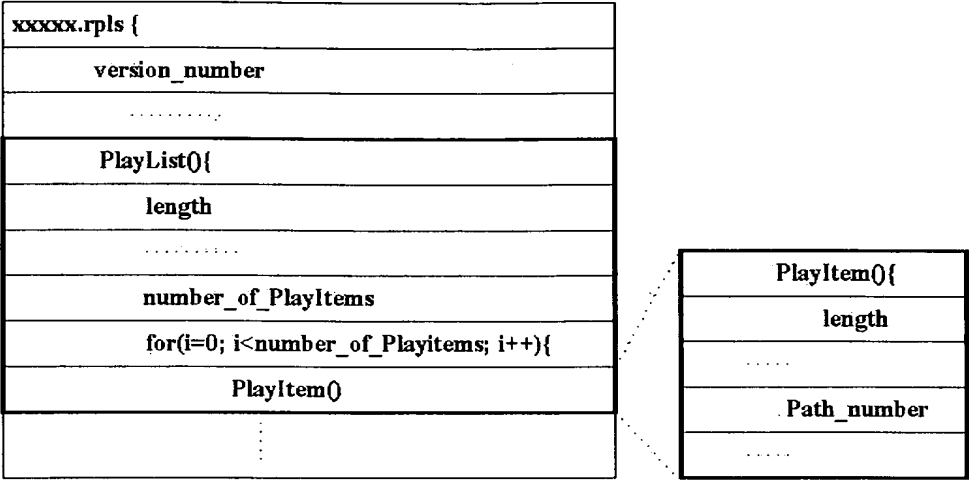 xxxxx.rpls {
version_number
..........
PlayList(){
length
..........
number_of_PlayItems
for(i=0; i<number_of_Playitems; i++){
PlayItem()
PlayItem(){
length
.....
Path_number
.....